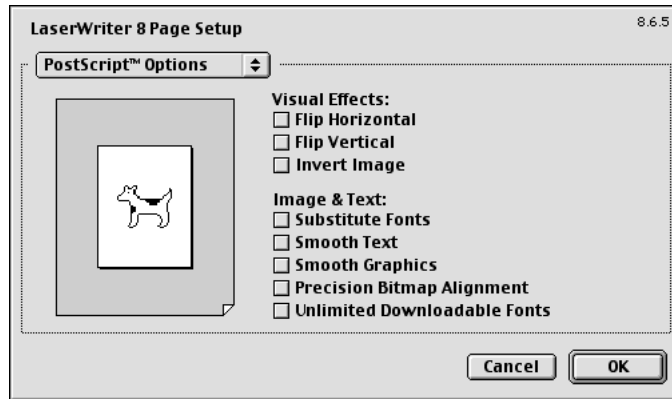 LaserWriter 8 Page Setup
8.6.5
PostScript™ Options
Visual Effects:
Flip Horizontal
Flip Vertical
Invert Image
Image & Text:
Substitute Fonts
Smooth Text
Smooth Graphics
Precision Bitmap Alignment
Unlimited Downloadable Fonts
Cancel
OK